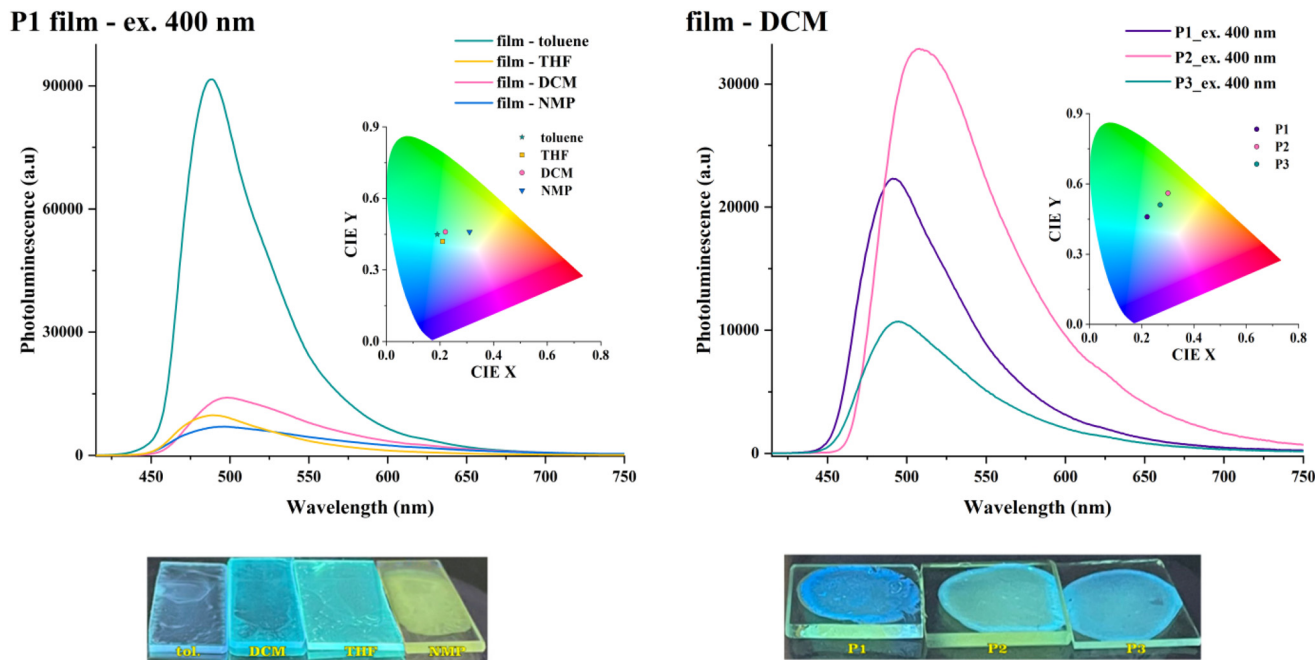 P1 film - ex. 400 nm
film - toluene
film - THF
film - DCM
film - NMP
90000
60000
30000
0
Photoluminescence (a.u)
450
500
550
600
650
700
750
Wavelength (nm)
0.9
0.6
0.3
0.0
CIE Y
0.0
0.2
0.4
0.6
0.8
CIE X
toluene
THF
DCM
NMP
tol.
DCM
THF
NMP
film - DCM
P1_ex. 400 nm
P2_ex. 400 nm
P3_ex. 400 nm
30000
20000
10000
0
Photoluminescence (a.u)
450
500
550
600
650
700
750
Wavelength (nm)
0.9
0.6
0.3
0.0
CIE Y
0.0
0.2
0.4
0.6
0.8
CIE X
P1
P2
P3
P1
P2
P3